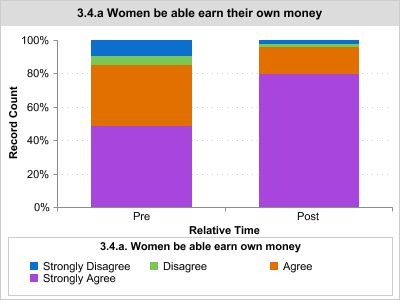 3.4.a Women be able earn their own money
Record Count
100%
80%
60%
40%
20%
0%
Pre
Post
Relative Time
3.4.a. Women be able earn own money
Strongly Disagree
Disagree
Agree
Strongly Agree